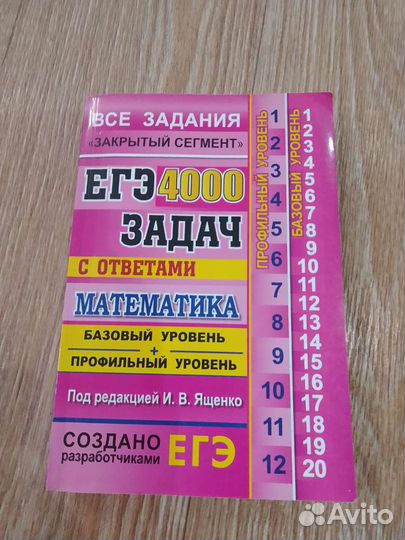 ВСЕ ЗАДАНИЯ
«ЗАКРЫТЫЙ СЕГМЕНТ»
ЕГЭ 4000
ЗАДАЧ
С ОТВЕТАМИ
МАТЕМАТИКА
БАЗОВЫЙ УРОВЕНЬ
+
ПРОФИЛЬНЫЙ УРОВЕНЬ
Под редакцией И. В. Ященко
СОЗДАНО
разработчиками ЕГЭ
ПРОФИЛЬНЫЙ УРОВЕНЬ
1
2
3
4
5
6
7
8
9
10
11
12
БАЗОВЫЙ УРОВЕНЬ
1
2
3
4
5
6
7
8
9
10
11
12
13
14
15
16
17
18
19
20
Avito